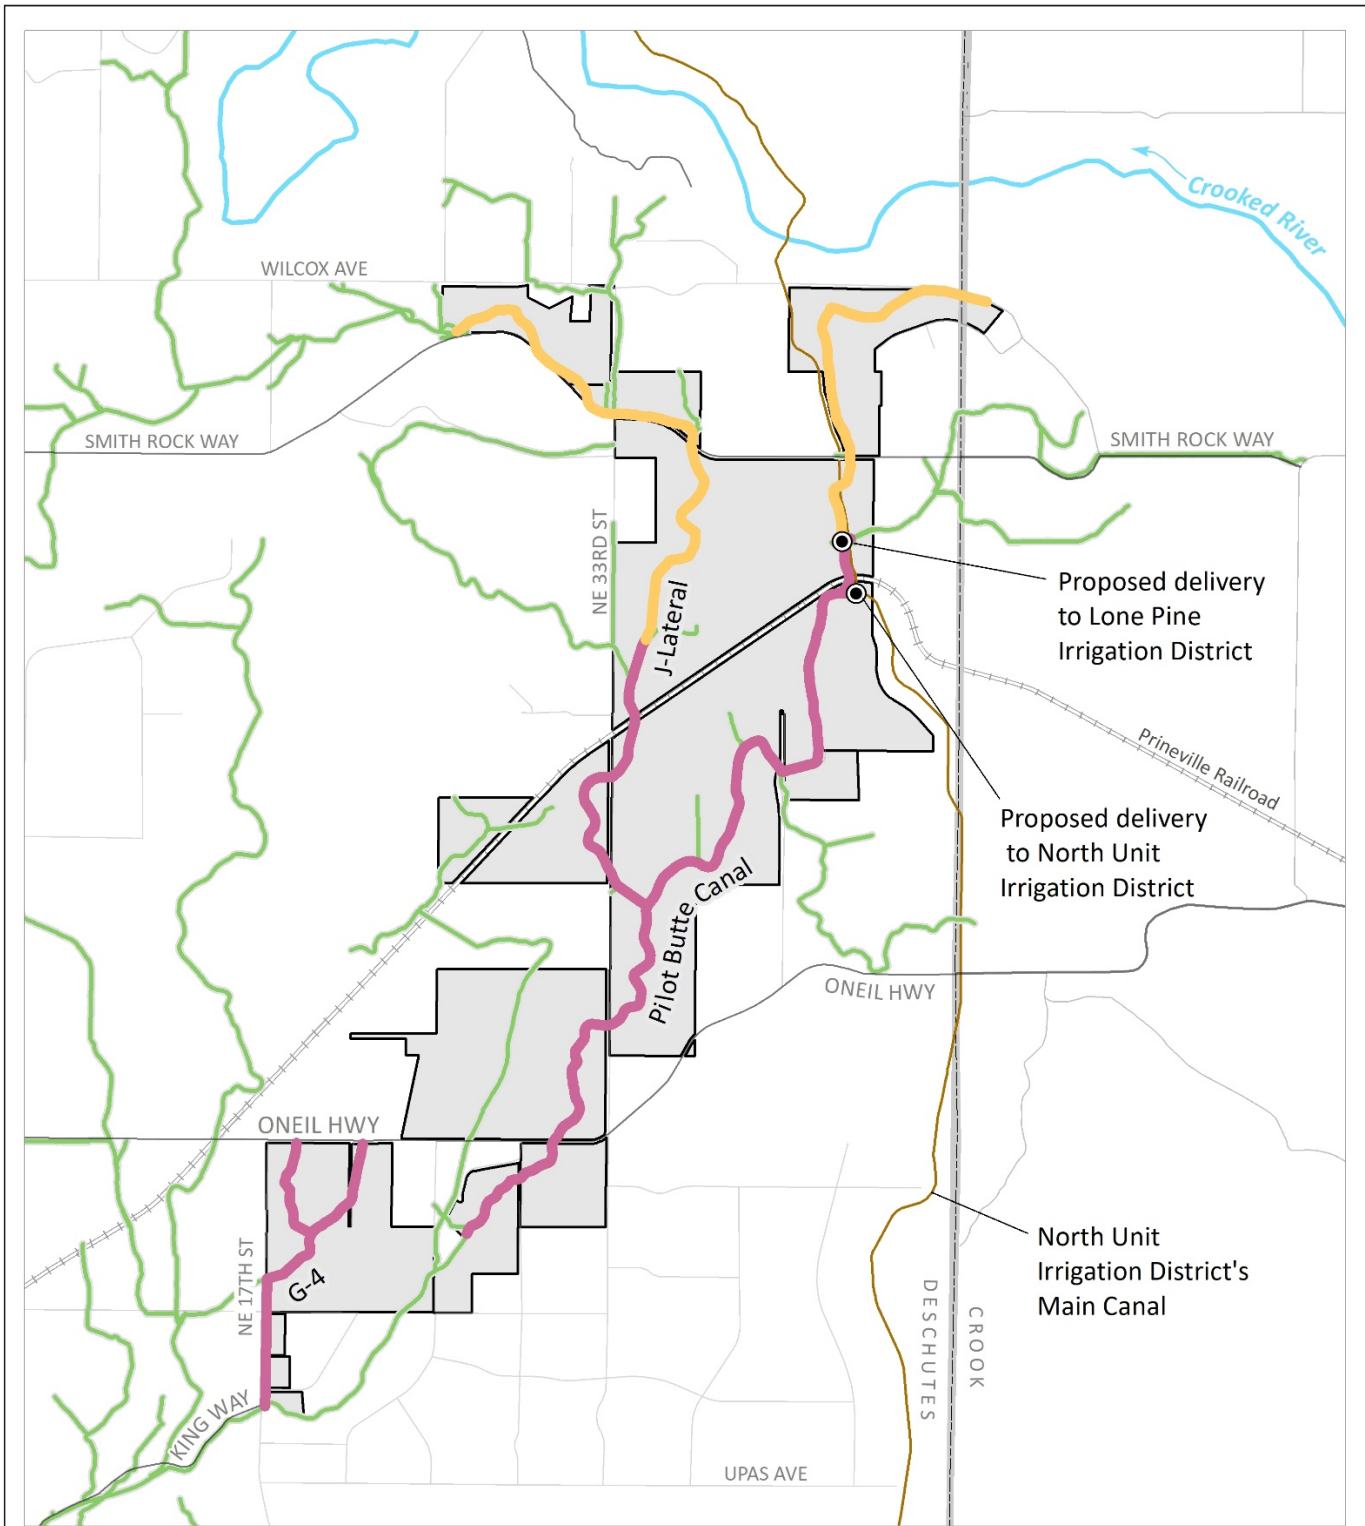 Crooked River
WILCOX AVE
SMITH ROCK WAY
SMITH ROCK WAY
NE 33RD ST
J-Lateral
Proposed delivery
to Lone Pine
Irrigation District
Prineville Railroad
Proposed delivery
to North Unit
Irrigation District
Pilot Butte Canal
ONEIL HWY
ONEIL HWY
NE 17TH ST
G-4
North Unit
Irrigation District's
Main Canal
DESCHUTES
CROOK
KING WAY
UPAS AVE